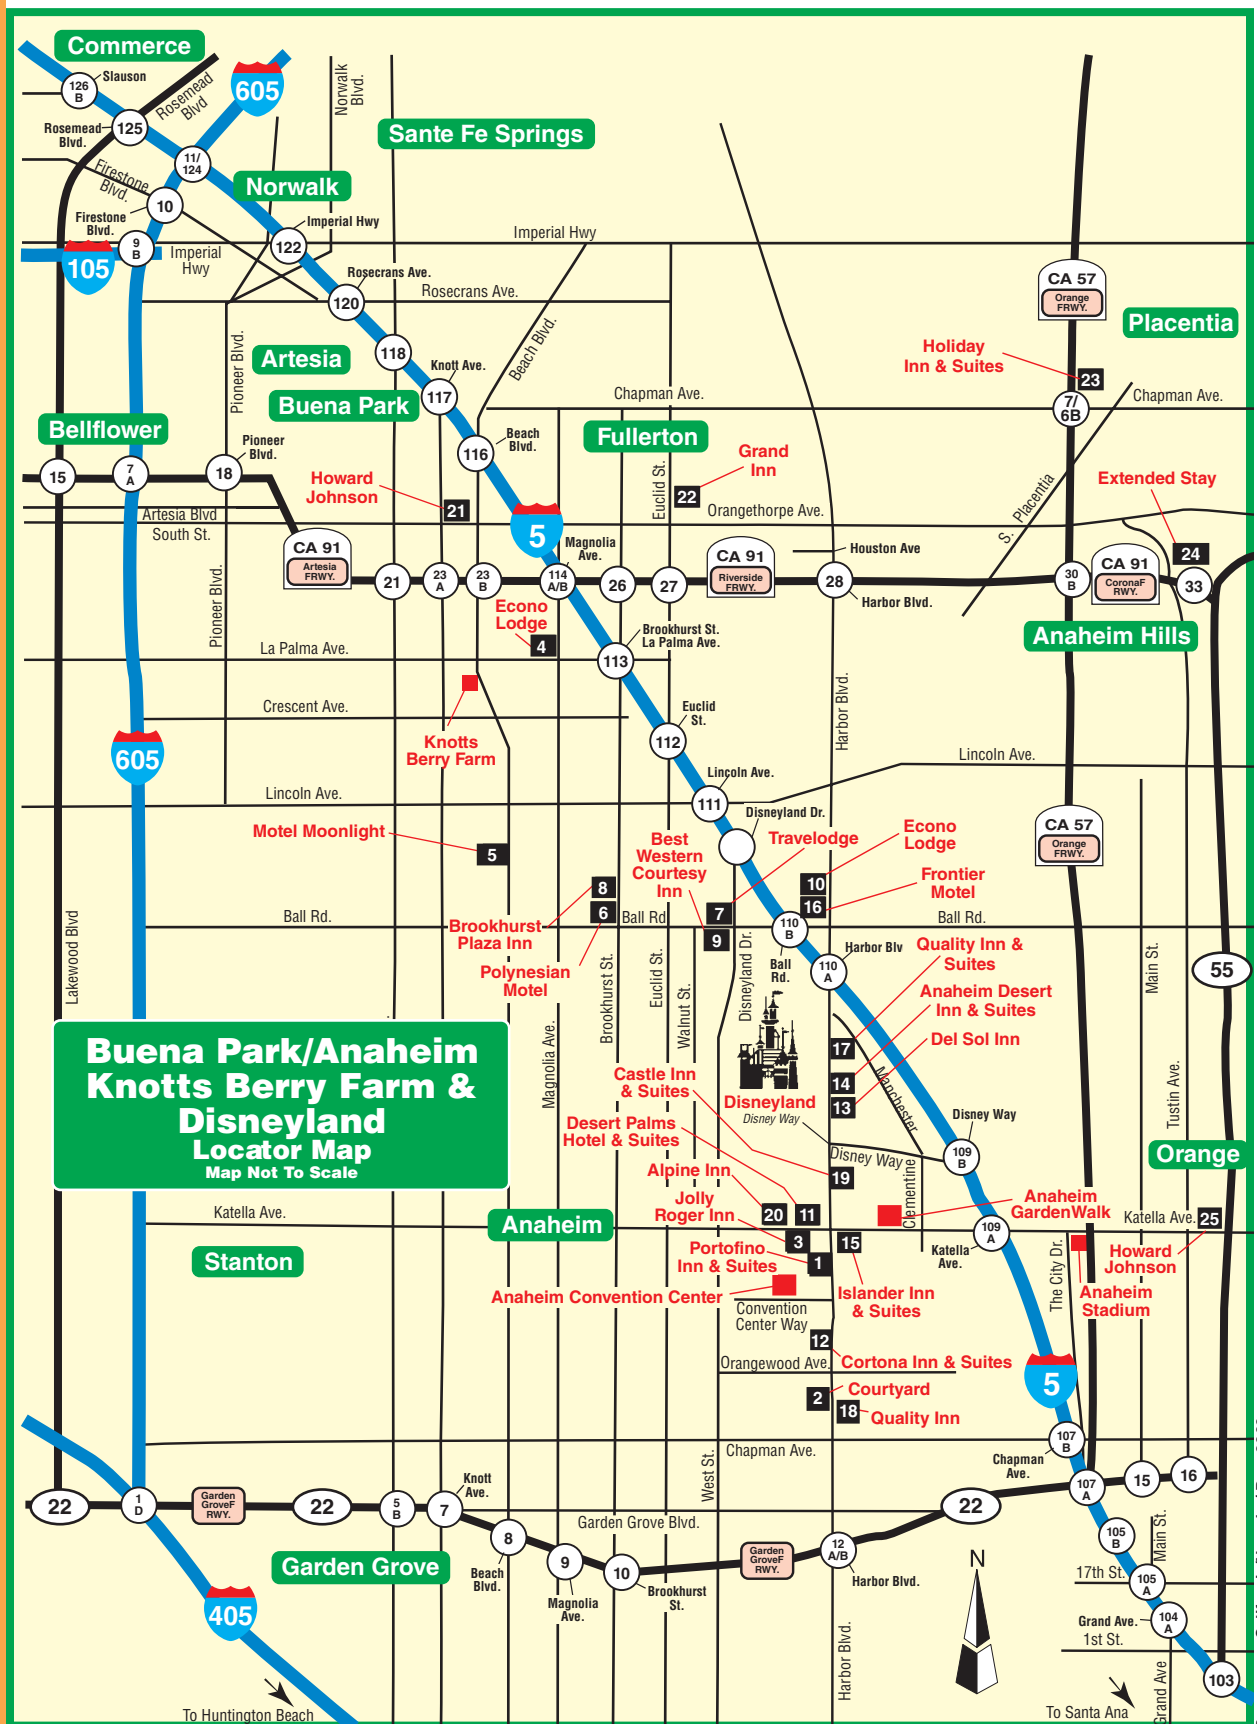 Commerce
126
B
Slauson
Rosemead
Blvd
605
Norwalk
Blvd.
Rosemead
Blvd.
125
Sante Fe Springs
11/
124
Firestone
Blvd.
Norwalk
10
Firestone
Blvd.
9
B
Imperial Hwy
122
Imperial Hwy
105
Imperial
Hwy
Rosecrans Ave.
120
Rosecrans Ave.
CA 57
Orange
FRWY.
Placentia
Pioneer Blvd.
Artesia
118
Beach Blvd.
Holiday
Inn & Suites
23
Knott Ave.
117
Buena Park
Chapman Ave.
7/
6B
Chapman Ave.
Bellflower
Pioneer
Blvd.
Beach
Blvd.
116
Fullerton
Grand
Inn
15
7
A
18
Howard
Johnson
21
Euclid St.
22
Orangethorpe Ave.
S. Placentia
Extended Stay
Artesia Blvd
South St.
5
CA 91
Artesia
FRWY.
Magnolia
Ave.
CA 91
Riverside
FRWY.
Houston Ave
CA 91
CoronaF
RWY.
24
21
23
A
23
B
114
A/B
26
27
28
Harbor Blvd.
30
B
33
Pioneer Blvd.
Econo
Lodge
4
Brookhurst St.
La Palma Ave.
Anaheim Hills
La Palma Ave.
113
Crescent Ave.
Euclid
St.
112
Harbor Blvd.
Knotts
Berry Farm
605
Lincoln Ave.
Lincoln Ave.
Lincoln Ave.
111
Disneyland Dr.
CA 57
Orange
FRWY.
Motel Moonlight
5
Best
Western
Courtesy
Inn
Travelodge
Econo
Lodge
10
Frontier
Motel
16
8
6
7
9
Lakewood Blvd
Ball Rd.
Ball Rd
Ball Rd.
Brookhurst
Plaza Inn
Polynesian
Motel
110
B
Ball
Rd.
Harbor Blv
110
A
Quality Inn &
Suites
Main St.
55
Brookhurst St.
Euclid St.
Walnut St.
Disneyland Dr.
Anaheim Desert
Inn & Suites
Buena Park/Anaheim
Knotts Berry Farm &
Disneyland
Locator Map
Map Not To Scale
Magnolia Ave.
17
Del Sol Inn
Castle Inn
& Suites
14
13
Manchester
Tustin Ave.
Disneyland
Disney Way
Desert Palms
Hotel & Suites
Disney Way
Disney Way
109
B
Orange
Alpine Inn
19
Clementine
Jolly
Roger Inn
20
11
Anaheim
GardenWalk
Katella Ave.
Anaheim
Katella Ave.
25
3
15
109
A
Katella
Ave.
The City Dr.
Stanton
Portofino
Inn & Suites
1
Howard
Johnson
Anaheim Convention Center
Islander Inn
& Suites
Anaheim
Stadium
Convention
Center Way
12
Orangewood Ave.
Cortona Inn & Suites
5
2
Courtyard
18
Quality Inn
107
B
Chapman Ave.
Chapman
Ave.
West St.
107
A
15
16
22
1
D
Garden
GroveF
RWY.
22
5
B
7
Knott
Ave.
22
Garden Grove Blvd.
8
Beach
Blvd.
9
Magnolia
Ave.
10
Brookhurst
St.
Garden
GroveF
RWY.
12
A/B
Harbor Blvd.
105
B
Main St.
Garden Grove
N
17th St.
105
A
405
Grand Ave.
104
A
1st St.
Harbor Blvd.
103
Grand Ave
To Huntington Beach
To Santa Ana